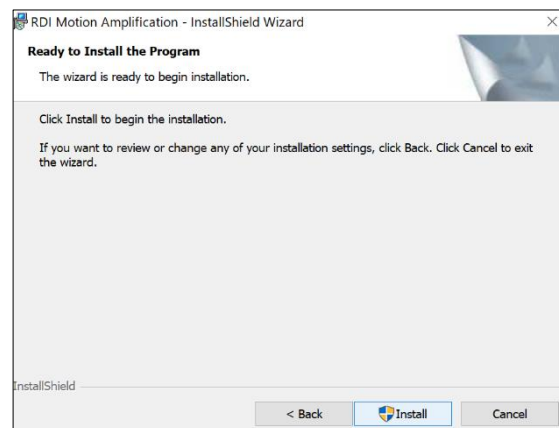 RDI Motion Amplification - InstallShield Wizard
Ready to Install the Program
The wizard is ready to begin installation.
Click Install to begin the installation.
If you want to review or change any of your installation settings, click Back. Click Cancel to exit
the wizard.
InstallShield
< Back Install Cancel